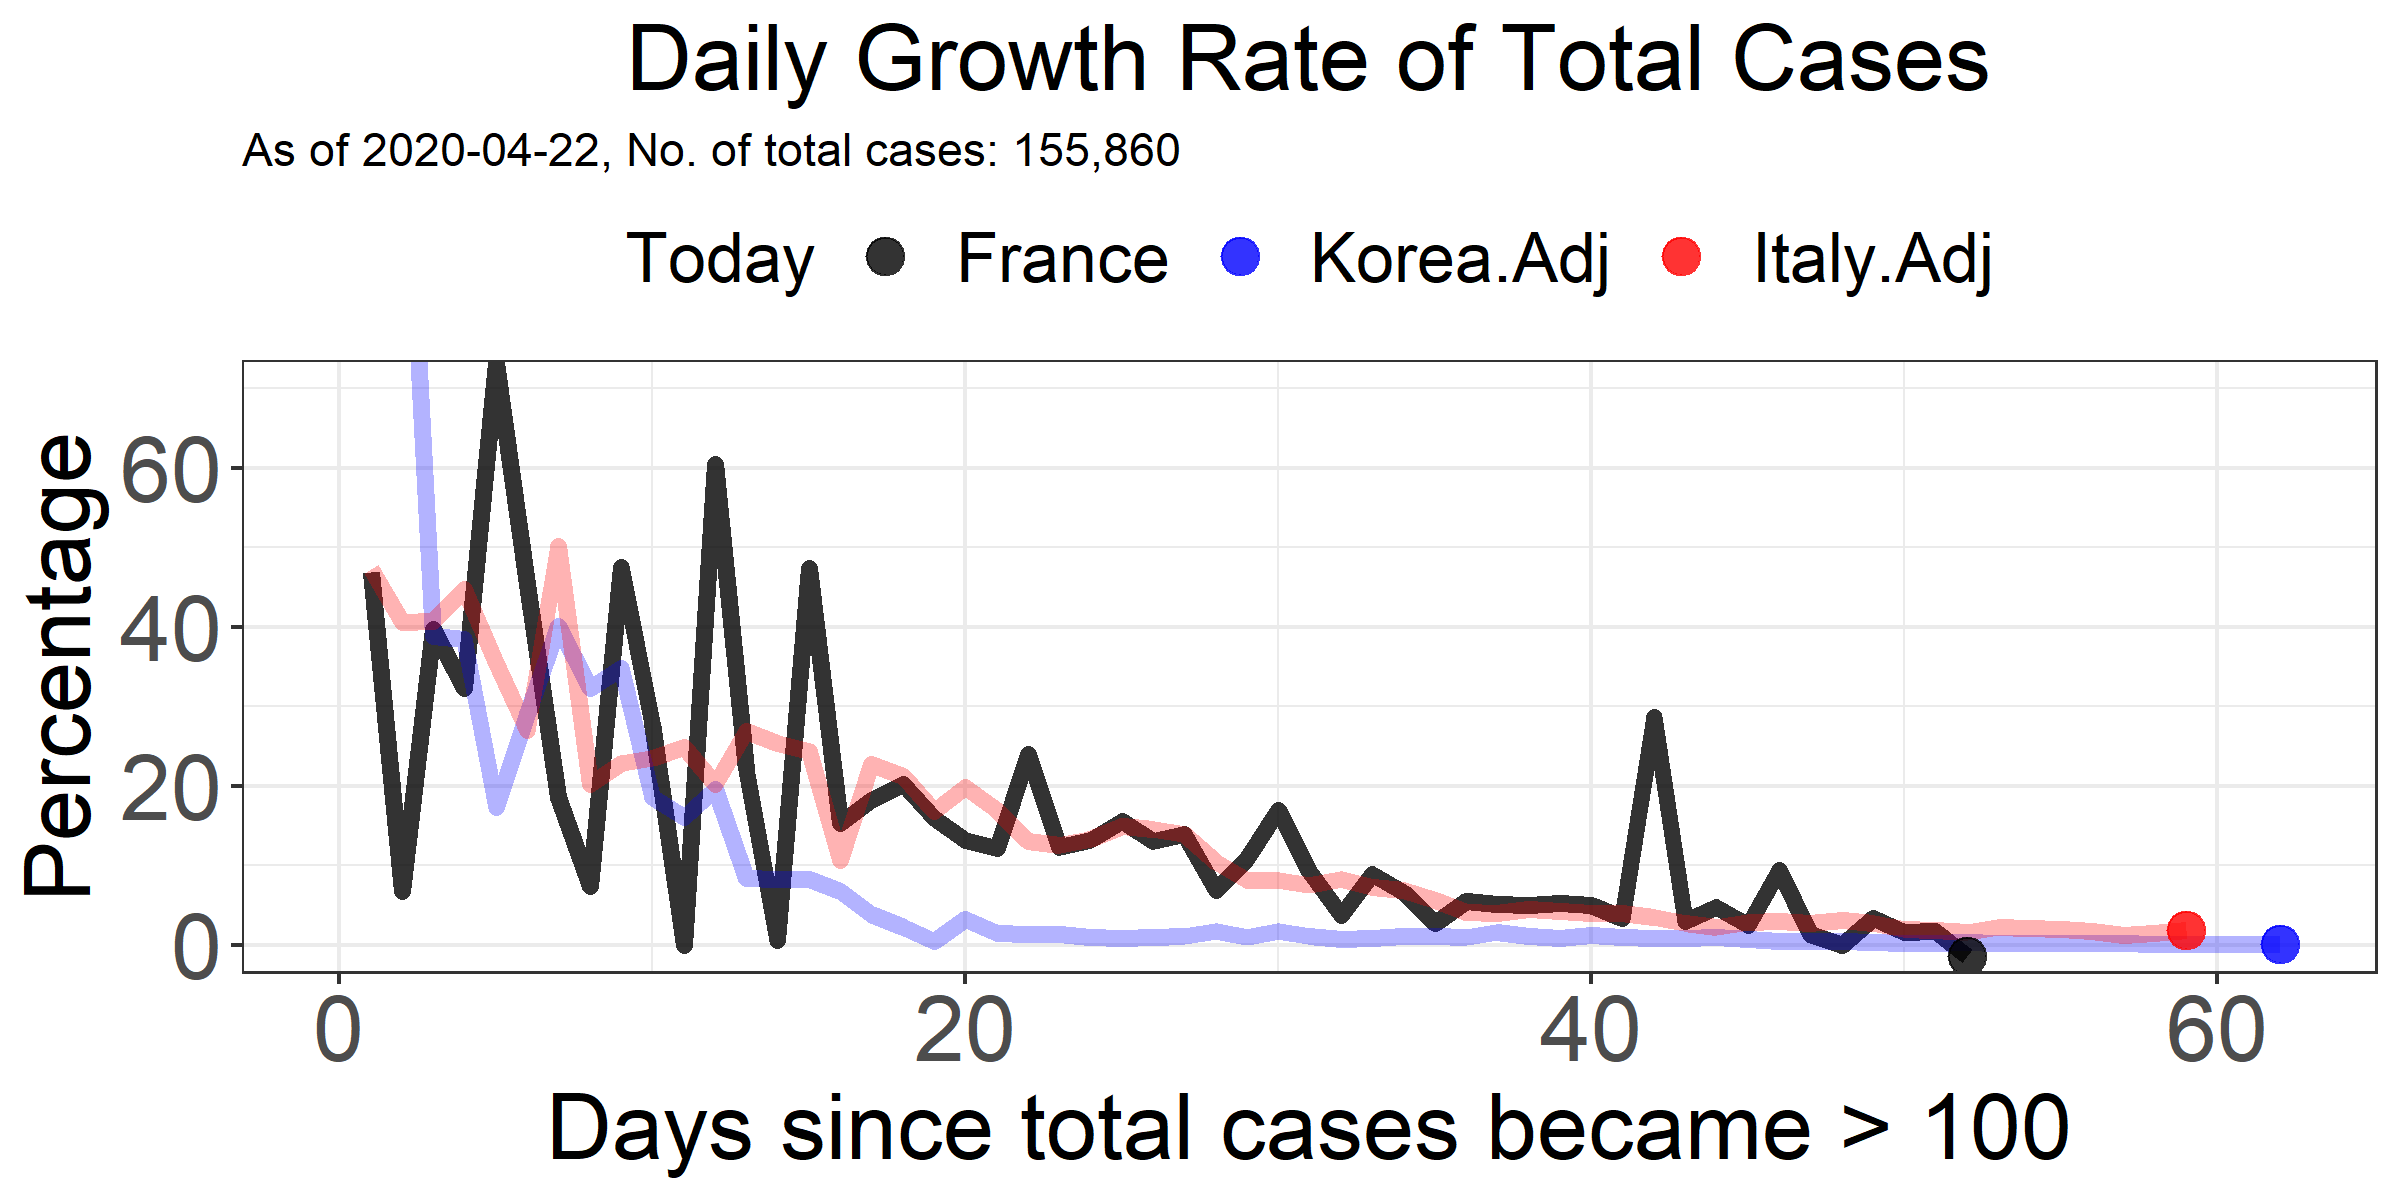 Daily Growth Rate of Total Cases
As of 2020-04-22, No. of total cases: 155,860
Today France Korea.Adj Italy.Adj
Percentage
60
40
20
0
0 20 40 60
Days since total cases became > 100